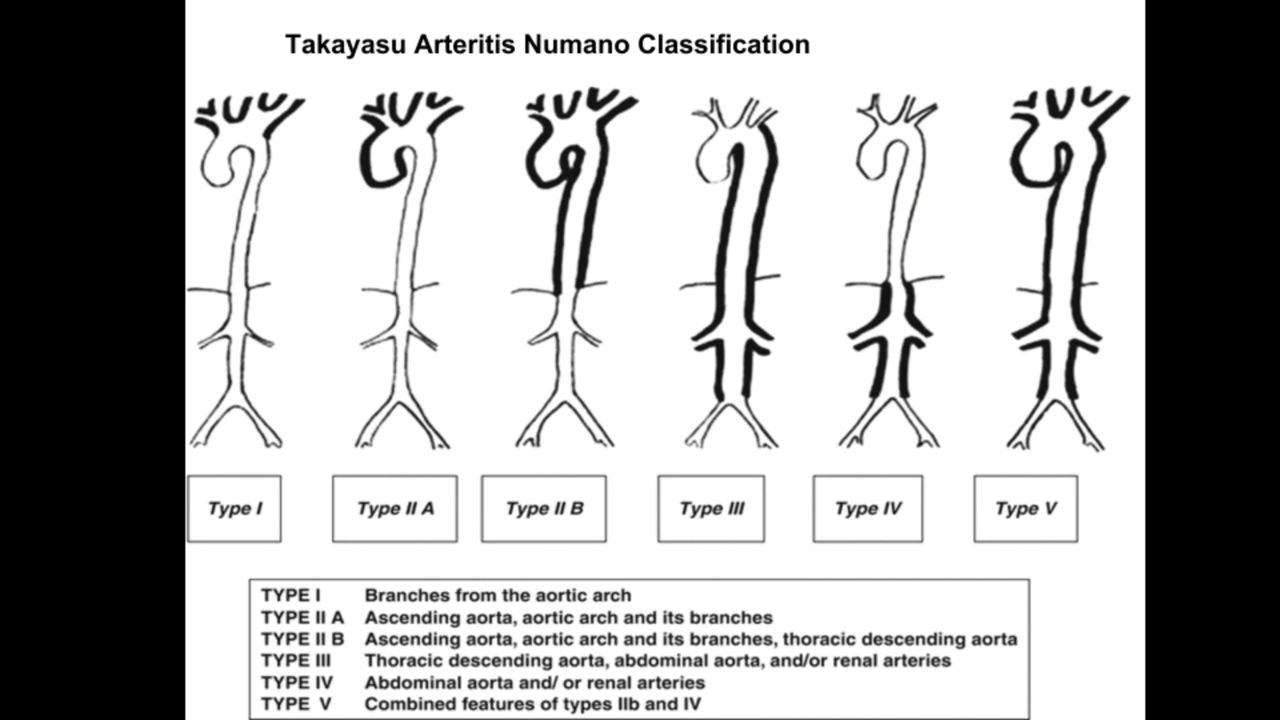 Takayasu Arteritis Numano Classification
Type I
Type II A
Type II B
Type III
Type IV
Type V
TYPE I Branches from the aortic arch
TYPE II A Ascending aorta, aortic arch and its branches
TYPE II B Ascending aorta, aortic arch and its branches, thoracic descending aorta
TYPE III Thoracic descending aorta, abdominal aorta, and/or renal arteries
TYPE IV Abdominal aorta and/ or renal arteries
TYPE V Combined features of types IIb and IV